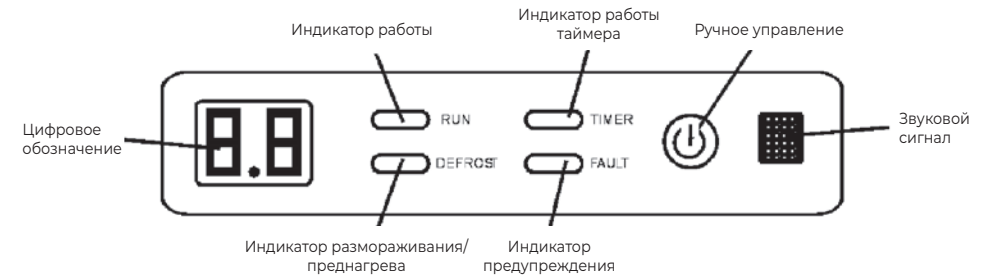 Индикатор работы
Индикатор работы
таймера
Ручное управление
Цифровое
обозначение
8.8
RUN
TIMER
DEFROST
FAULT
Звуковой
сигнал
Индикатор размораживания/
преднагрева
Индикатор
предупреждения